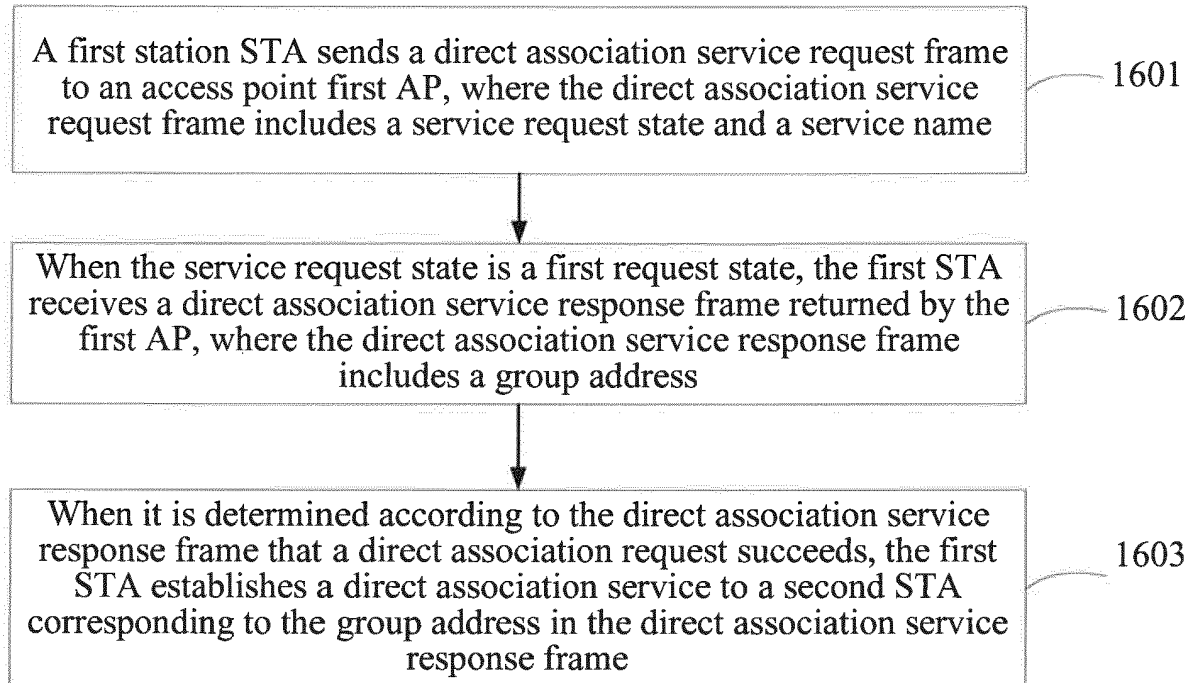 A first station STA sends a direct association service request frame
to an access point first AP, where the direct association service
request frame includes a service request state and a service name
1601
When the service request state is a first request state, the first STA
receives a direct association service response frame returned by the
first AP, where the direct association service response frame
includes a group address
1602
When it is determined according to the direct association service
response frame that a direct association request succeeds, the first
STA establishes a direct association service to a second STA
corresponding to the group address in the direct association service
response frame
1603